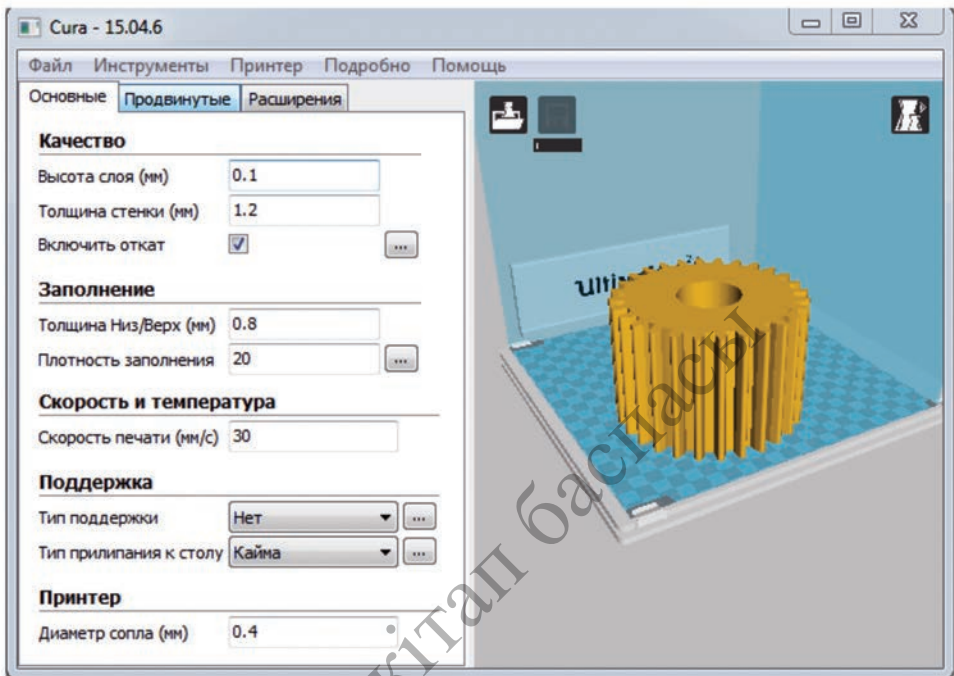 Cura - 15.04.6
Файл Инструменты Принтер Подробно Помощь
Основные Продвинутые Расширения
Качество
Высота слоя (мм) 0.1
Толщина стенки (мм) 1.2
Включить откат ...
Заполнение
Толщина Низ/Верх (мм) 0.8
Плотность заполнения 20 ...
Скорость и температура
Скорость печати (мм/с) 30
Поддержка
Тип поддержки Нет ...
Тип прилипания к столу Кайма ...
Принтер
Диаметр сопла (мм) 0.4
кітап баспасы